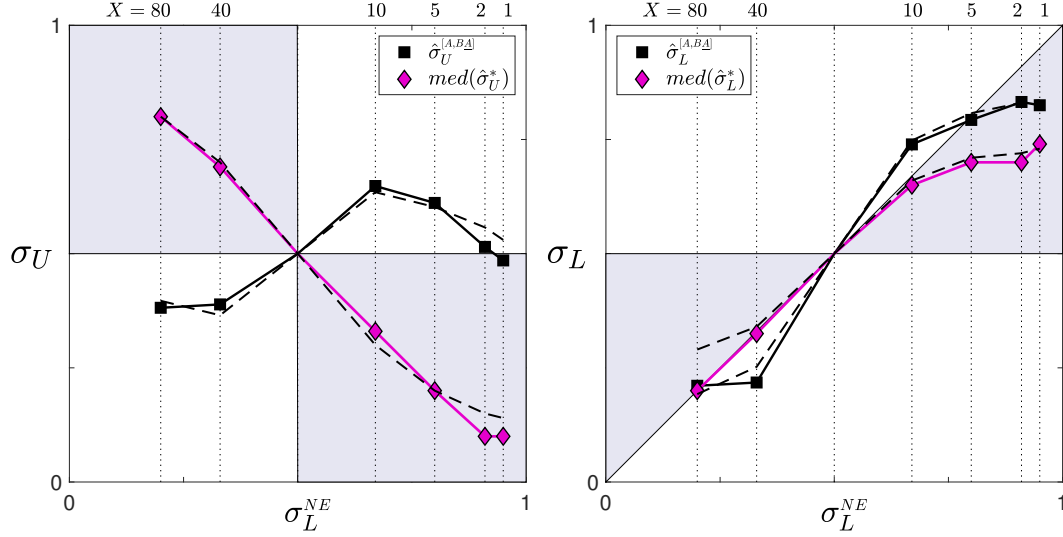 X = 80 40 10 5 2 1
1
σ̂_U^[A,BA̲]
med(σ̂*_U)
σ_U
0
0 1
σ_L^NE
X = 80 40 10 5 2 1
1
σ̂_L^[A,BA̲]
med(σ̂*_L)
σ_L
0
0 1
σ_L^NE